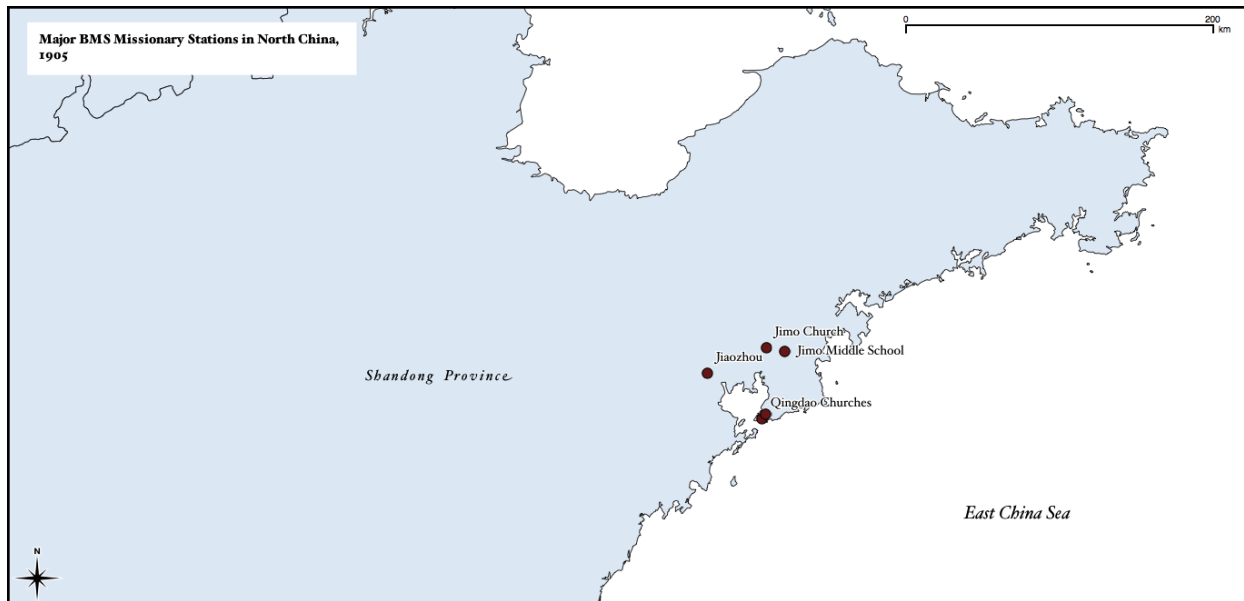 Major BMS Missionary Stations in North China,
1905
0
200
km
Jimo Church
Jimo Middle School
Jiaozhou
Shandong Province
Qingdao Churches
East China Sea
N